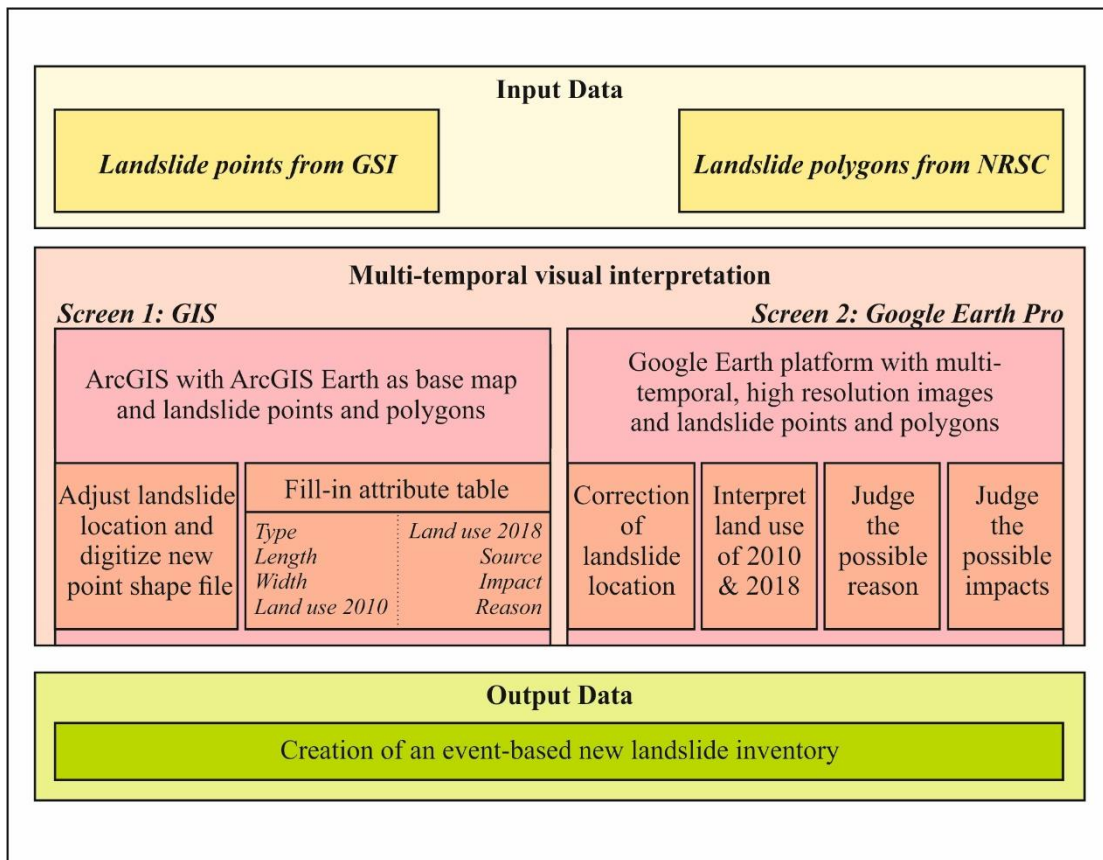 Input Data
Landslide points from GSI
Landslide polygons from NRSC
Multi-temporal visual interpretation
Screen 1: GIS
Screen 2: Google Earth Pro
ArcGIS with ArcGIS Earth as base map
and landslide points and polygons
Google Earth platform with multi-
temporal, high resolution images
and landslide points and polygons
Adjust landslide
location and
digitize new
point shape file
Fill-in attribute table
Type
Length
Width
Land use 2010
Land use 2018
Source
Impact
Reason
Correction
of
landslide
location
Interpret
land use
of 2010
& 2018
Judge
the
possible
reason
Judge
the
possible
impacts
Output Data
Creation of an event-based new landslide inventory